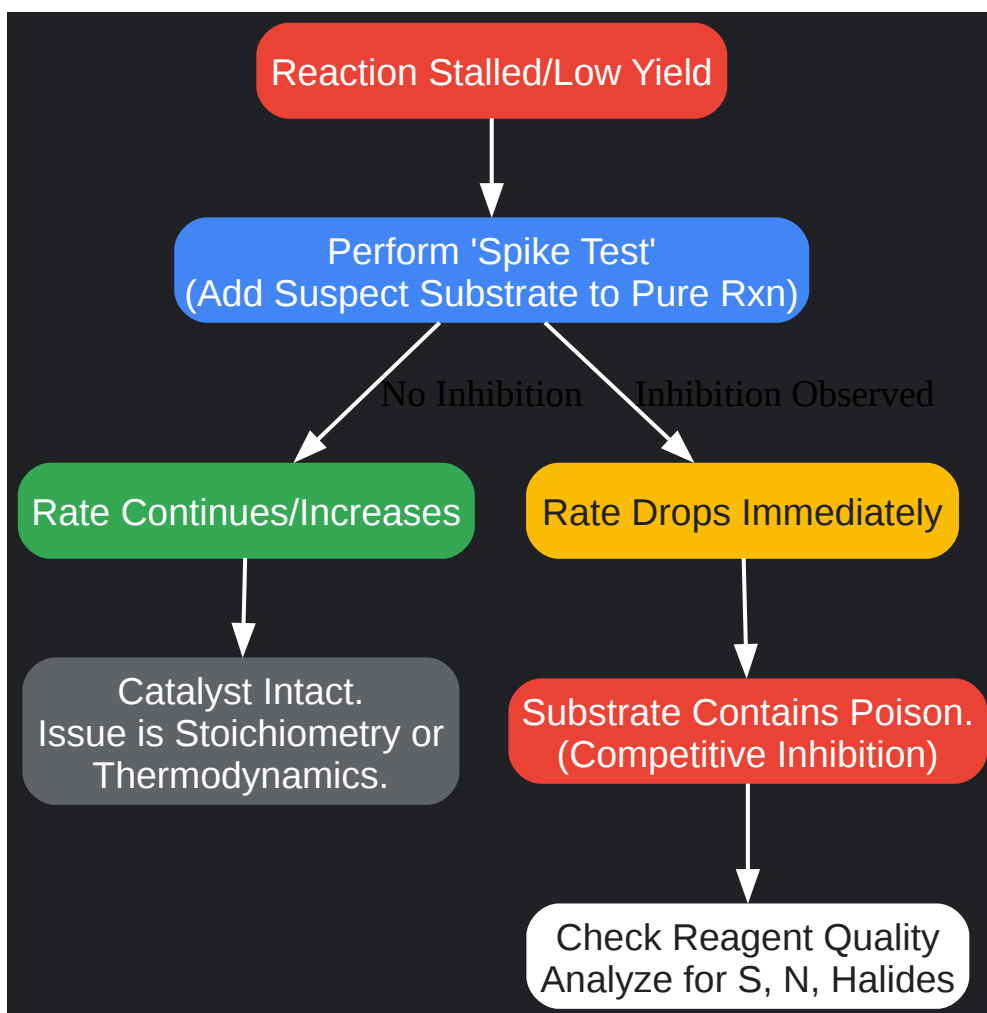 Reaction Stalled/Low Yield
Perform 'Spike Test'
(Add Suspect Substrate to Pure Rxn)
No Inhibition
Inhibition Observed
Rate Continues/Increases
Rate Drops Immediately
Catalyst Intact.
Issue is Stoichiometry or
Thermodynamics.
Substrate Contains Poison.
(Competitive Inhibition)
Check Reagent Quality
Analyze for S, N, Halides